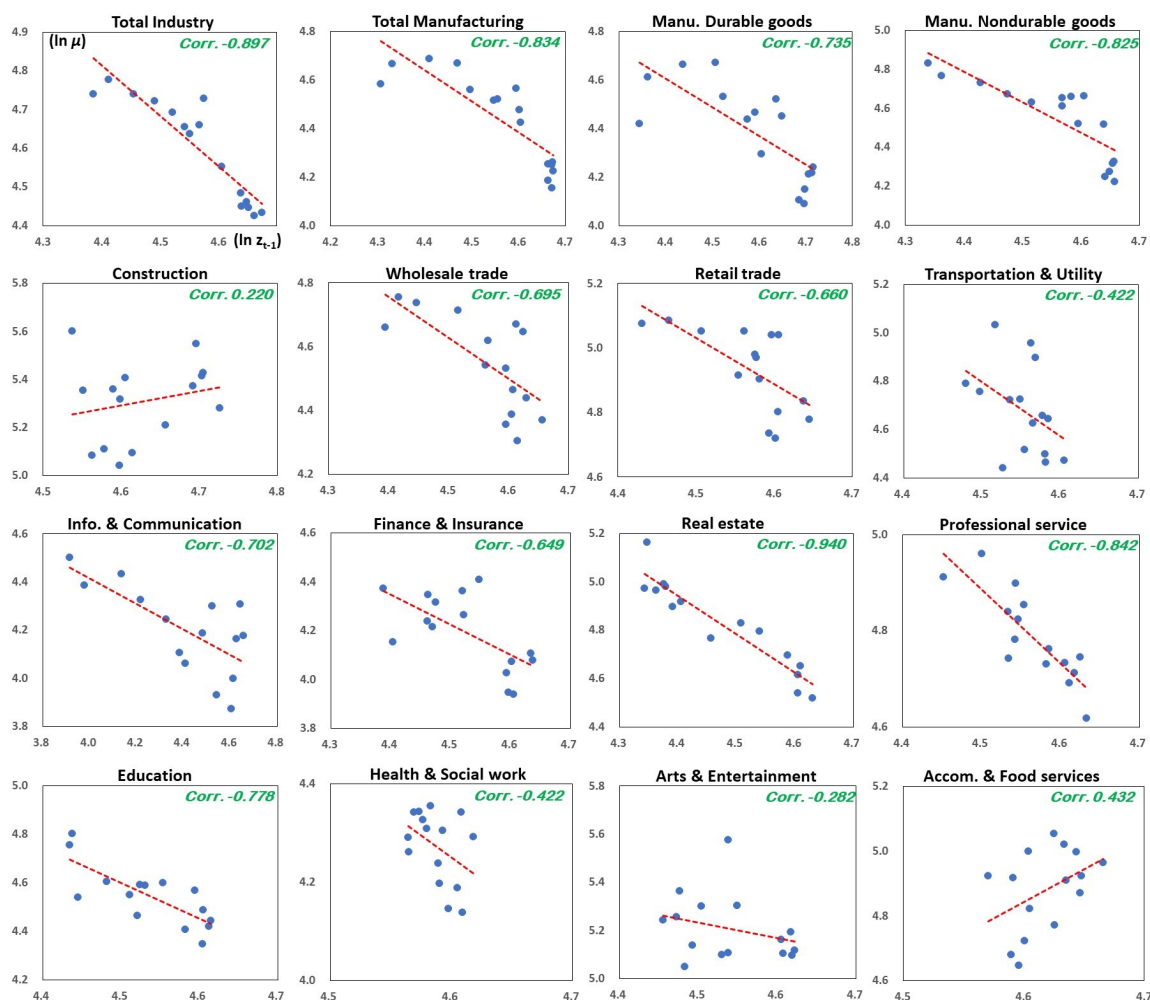 Total Industry
(ln μ)
Corr. -0.897
4.9
4.8
4.7
4.6
4.5
4.4
4.3 4.4 4.5 4.6 4.7
(ln z_t-1)
Total Manufacturing
Corr. -0.834
4.8
4.6
4.4
4.2
4.0
4.2 4.3 4.4 4.5 4.6 4.7
Manu. Durable goods
Corr. -0.735
4.8
4.6
4.4
4.2
4.0
4.3 4.4 4.5 4.6 4.7 4.8
Manu. Nondurable goods
Corr. -0.825
5.0
4.8
4.6
4.4
4.2
4.0
4.3 4.4 4.5 4.6 4.7
Construction
Corr. 0.220
5.8
5.6
5.4
5.2
5.0
4.5 4.6 4.7 4.8
Wholesale trade
Corr. -0.695
4.8
4.6
4.4
4.2
4.3 4.4 4.5 4.6 4.7
Retail trade
Corr. -0.660
5.2
5.0
4.8
4.6
4.4 4.5 4.6 4.7
Transportation & Utility
Corr. -0.422
5.2
5.0
4.8
4.6
4.4
4.4 4.5 4.6 4.7
Info. & Communication
Corr. -0.702
4.6
4.4
4.2
4.0
3.8
3.8 4.0 4.2 4.4 4.6 4.8
Finance & Insurance
Corr. -0.649
4.6
4.4
4.2
4.0
3.8
4.3 4.4 4.5 4.6 4.7
Real estate
Corr. -0.940
5.2
5.0
4.8
4.6
4.4
4.3 4.4 4.5 4.6 4.7
Professional service
Corr. -0.842
5.0
4.8
4.6
4.4 4.5 4.6 4.7
Education
Corr. -0.778
5.0
4.8
4.6
4.4
4.2
4.4 4.5 4.6 4.7
Health & Social work
Corr. -0.422
4.4
4.2
4.0
4.5 4.6 4.7
Arts & Entertainment
Corr. -0.282
5.8
5.6
5.4
5.2
5.0
4.4 4.5 4.6 4.7
Accom. & Food services
Corr. 0.432
5.2
5.0
4.8
4.6
4.5 4.6 4.7